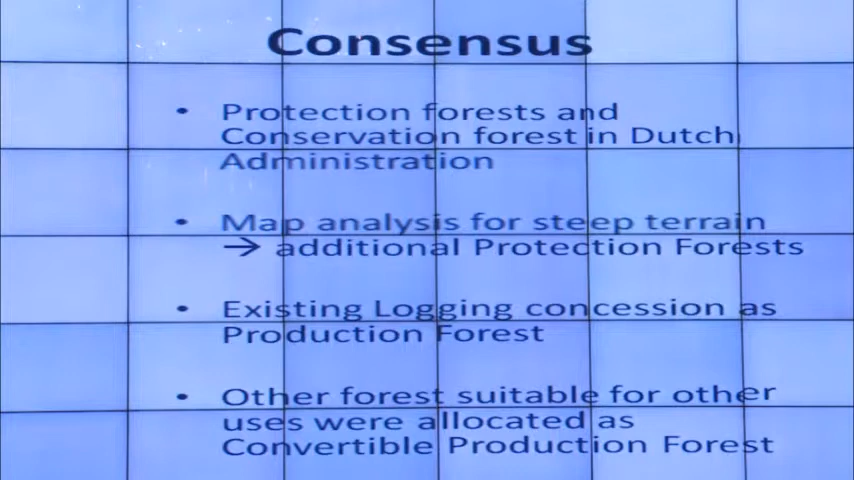 Consensus
• Protection forests and
Conservation forest in Dutch
Administration
• Map analysis for steep terrain
→ additional Protection Forests
• Existing Logging concession as
Production Forest
• Other forest suitable for other
uses were allocated as
Convertible Production Forest